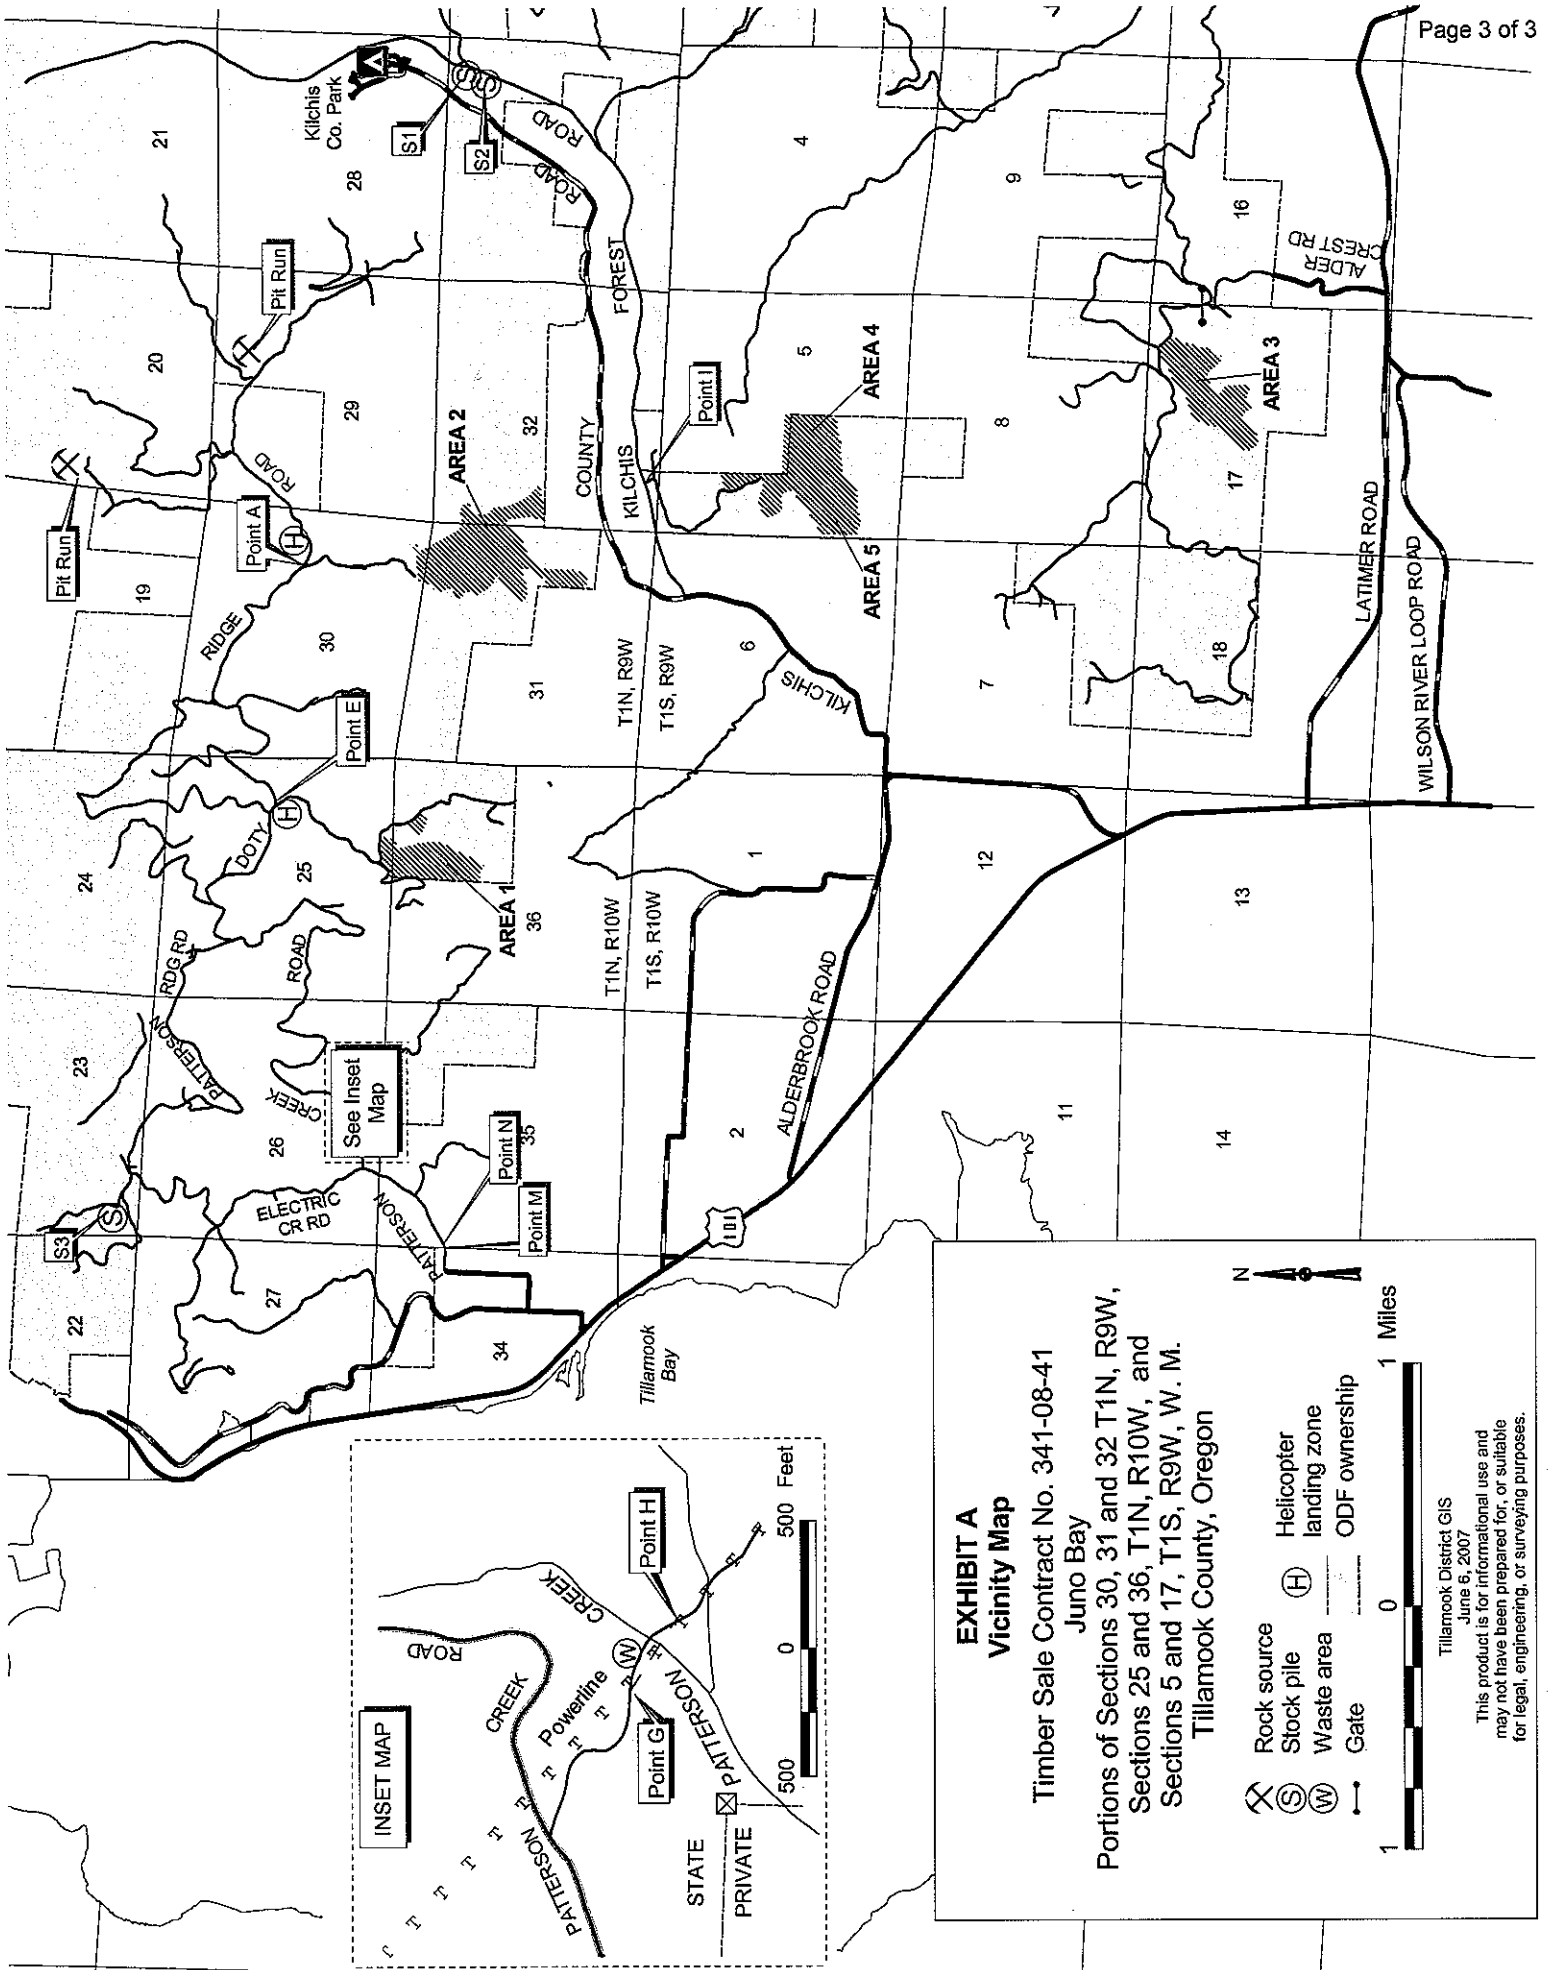 Page 3 of 3
21
Kilchis
Co. Park
28
S1
S2
ROAD
ROAD
4
9
16
ALDER
CREST RD
20
Pit Run
29
FOREST
5
AREA 4
8
AREA 3
17
Pit Run
19
ROAD
Point A
H
RIDGE
30
AREA 2
32
COUNTY
KILCHIS
Point I
AREA 5
31
T1N, R9W
T1S, R9W
6
KILCHIS
7
18
LATIMER ROAD
WILSON RIVER LOOP ROAD
24
Point E
H
DOTY
25
AREA 1
36
T1N, R10W
T1S, R10W
1
12
13
23
PATTERSON
RDG RD
ROAD
CREEK
26
See Inset
Map
Point N
35
Point M
2
ALDERBROOK ROAD
11
14
S3
S
S
S
22
27
ELECTRIC
CR RD
PATTERSON
34
101
Tillamook
Bay
INSET MAP
PATTERSON
CREEK
ROAD
Powerline
T T T T T T T T T T
W
Point G
Point H
PATTERSON
CREEK
STATE
PRIVATE
500 0 500 Feet
EXHIBIT A
Vicinity Map
Timber Sale Contract No. 341-08-41
Juno Bay
Portions of Sections 30, 31 and 32 T1N, R9W,
Sections 25 and 36, T1N, R10W, and
Sections 5 and 17, T1S, R9W, W. M.
Tillamook County, Oregon
N
Rock source
S Stock pile
W Waste area
Gate
H Helicopter
landing zone
ODF ownership
1 0 1 Miles
Tillamook District GIS
June 6, 2007
This product is for informational use and
may not have been prepared for, or suitable
for legal, engineering, or surveying purposes.